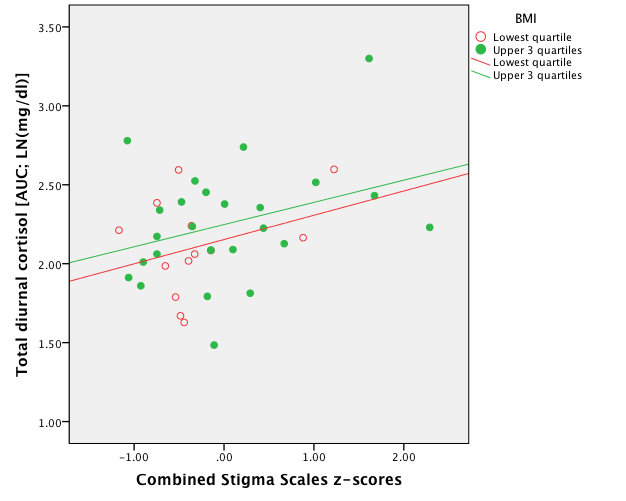 BMI
Lowest quartile
Upper 3 quartiles
Lowest quartile
Upper 3 quartiles
Total diurnal cortisol [AUC; LN(mg/dl)]
3.50
3.00
2.50
2.00
1.50
1.00
-1.00 .00 1.00 2.00
Combined Stigma Scales z-scores